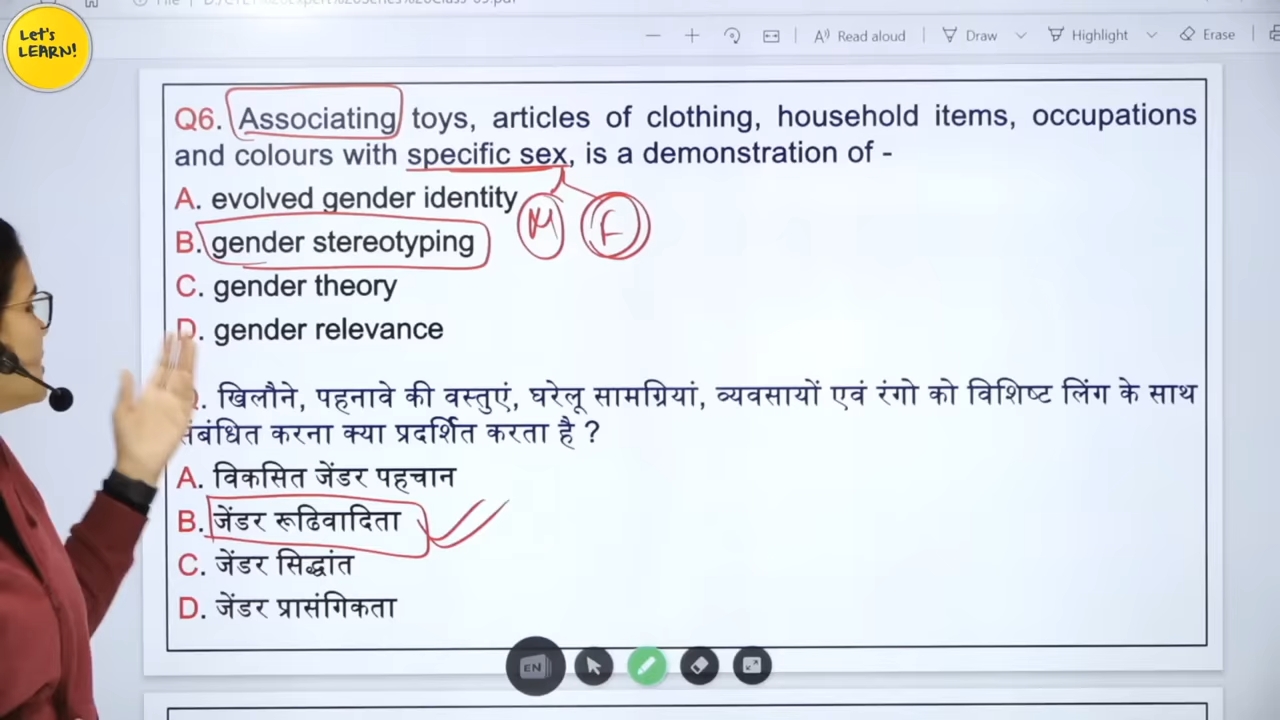 Let's
LEARN!
Read aloud
Draw
Highlight
Erase
Q6. Associating toys, articles of clothing, household items, occupations
and colours with specific sex, is a demonstration of -
A. evolved gender identity
M F
B. gender stereotyping
C. gender theory
D. gender relevance
. खिलौने, पहनावे की वस्तुएं, घरेलू सामग्रियां, व्यवसायों एवं रंगो को विशिष्ट लिंग के साथ
संबंधित करना क्या प्रदर्शित करता है ?
A. विकसित जेंडर पहचान
B. जेंडर रूढिवादिता
C. जेंडर सिद्धांत
D. जेंडर प्रासंगिकता
EN